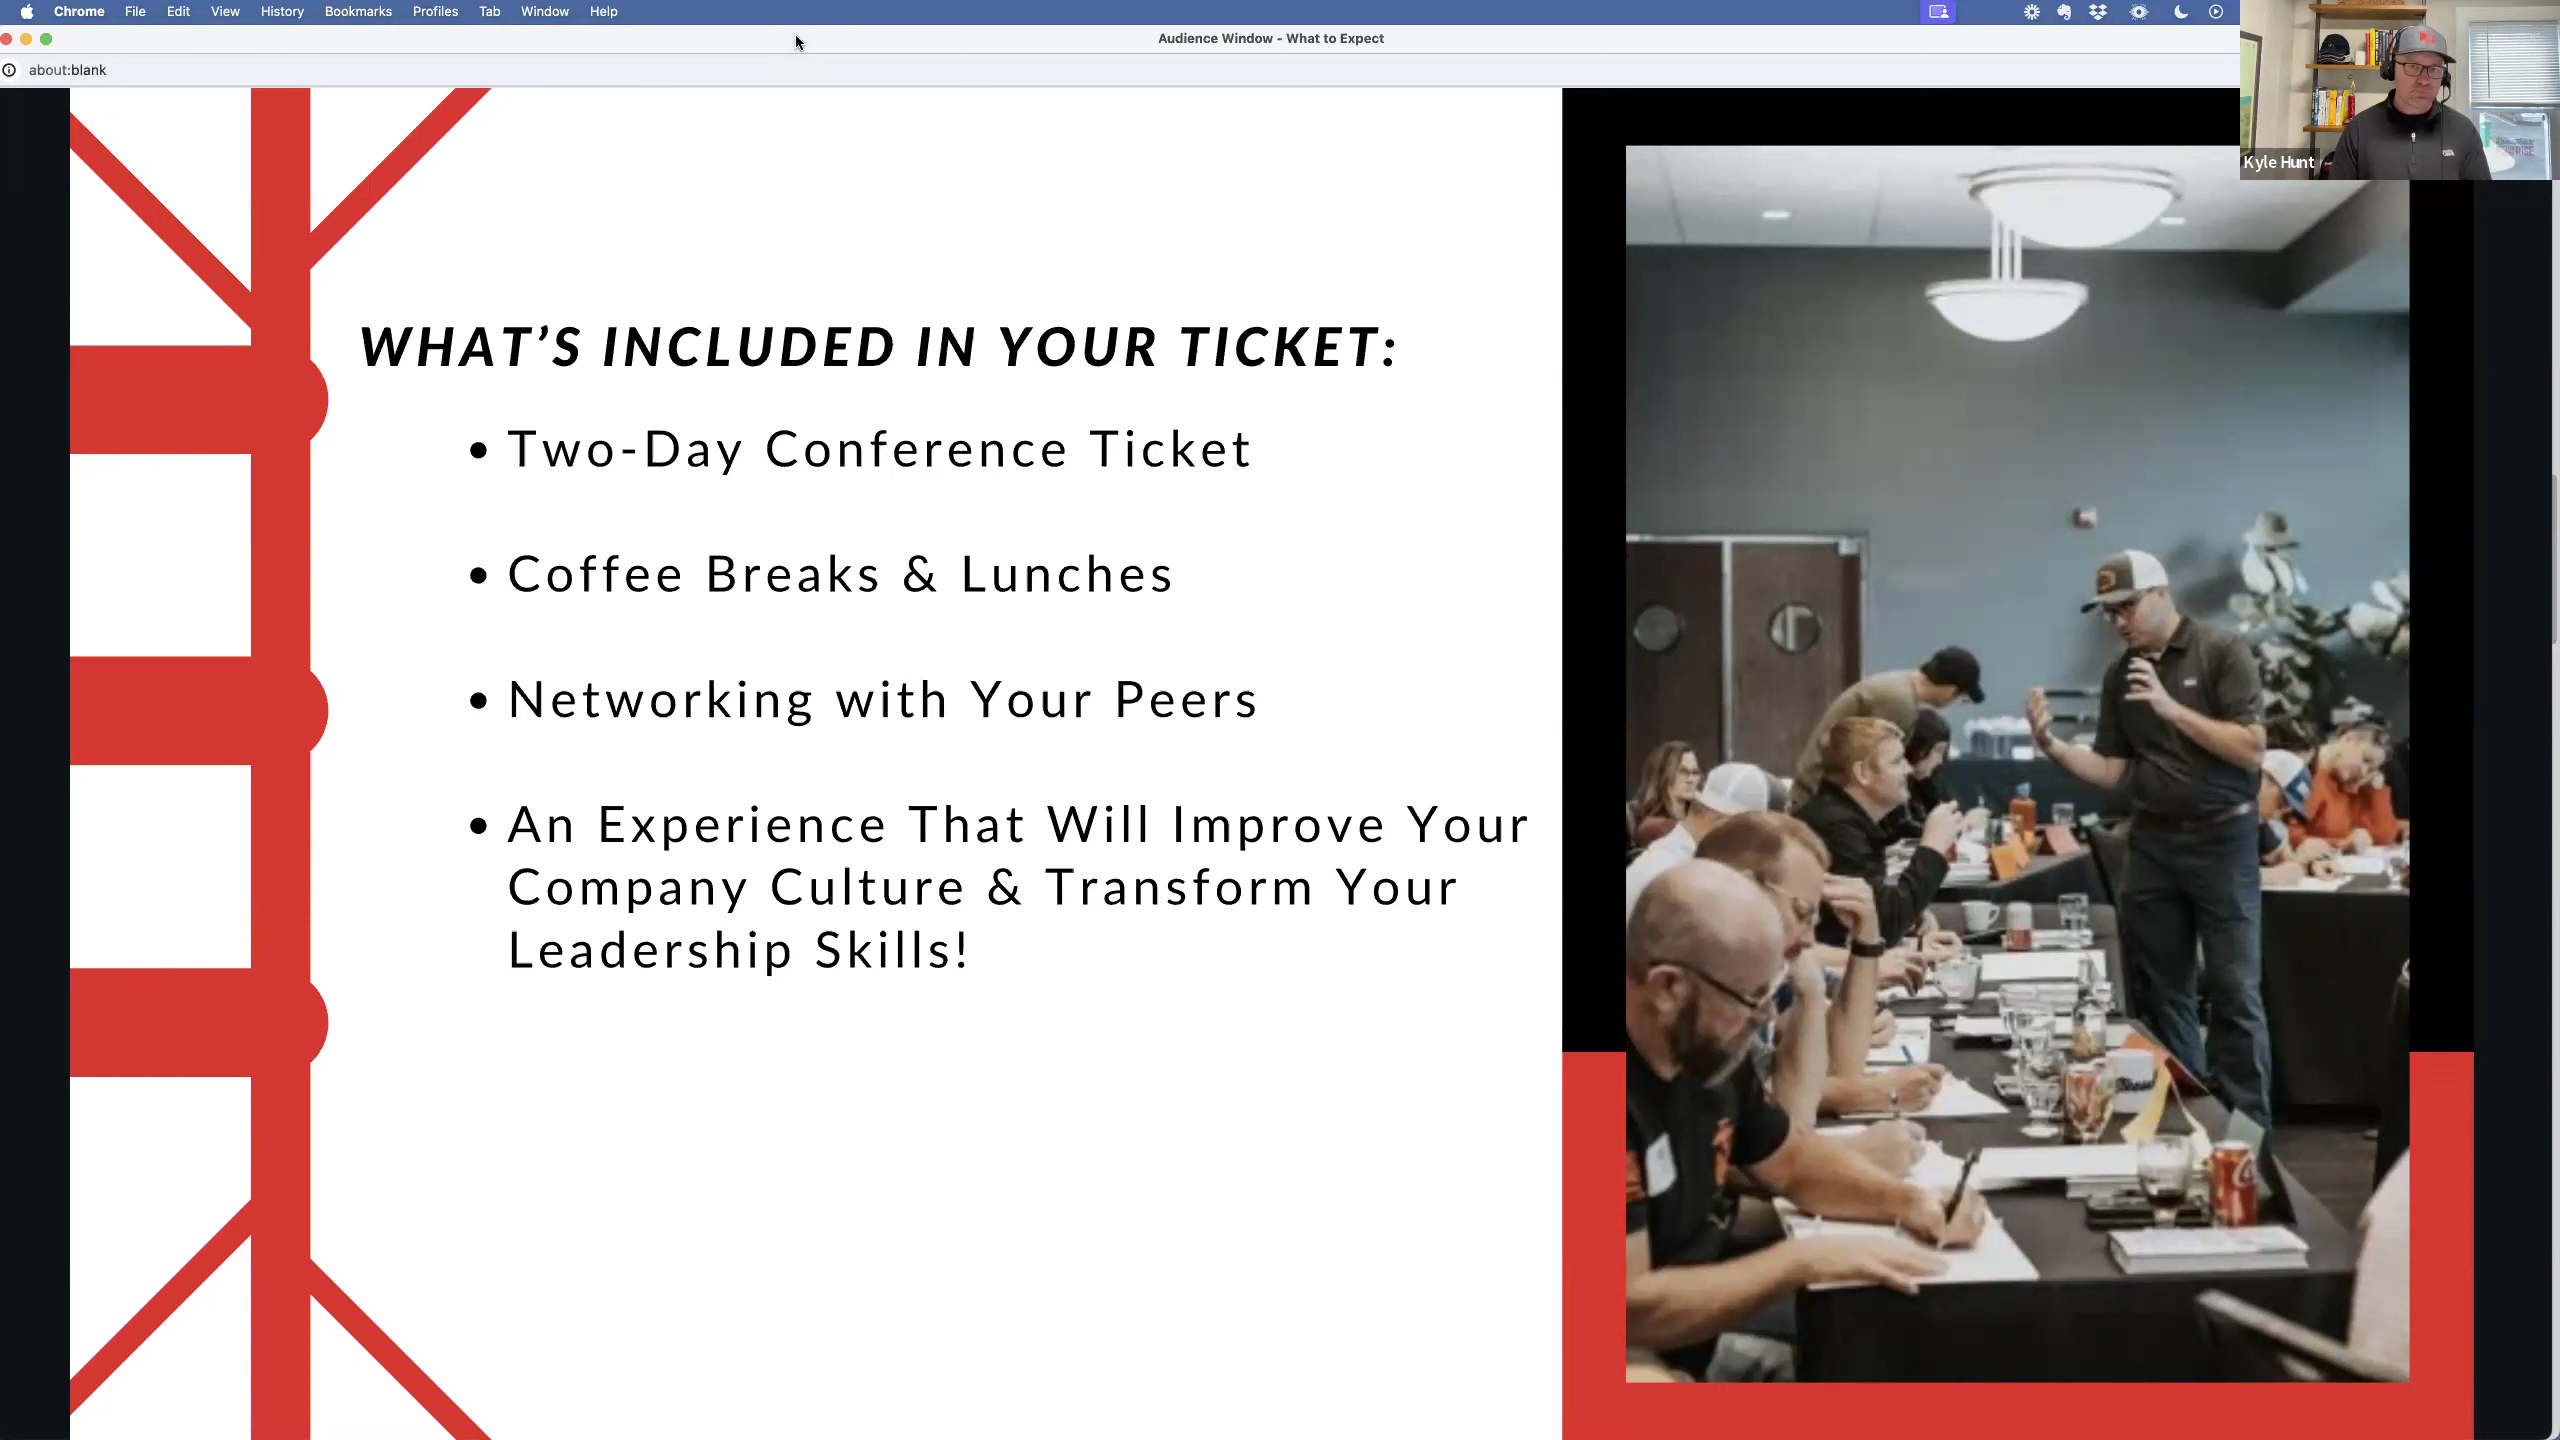 Chrome File Edit View History Bookmarks Profiles Tab Window Help
Audience Window - What to Expect
about:blank
Kyle Hunt
WHAT'S INCLUDED IN YOUR TICKET:
• Two-Day Conference Ticket
• Coffee Breaks & Lunches
• Networking with Your Peers
• An Experience That Will Improve Your
Company Culture & Transform Your
Leadership Skills!